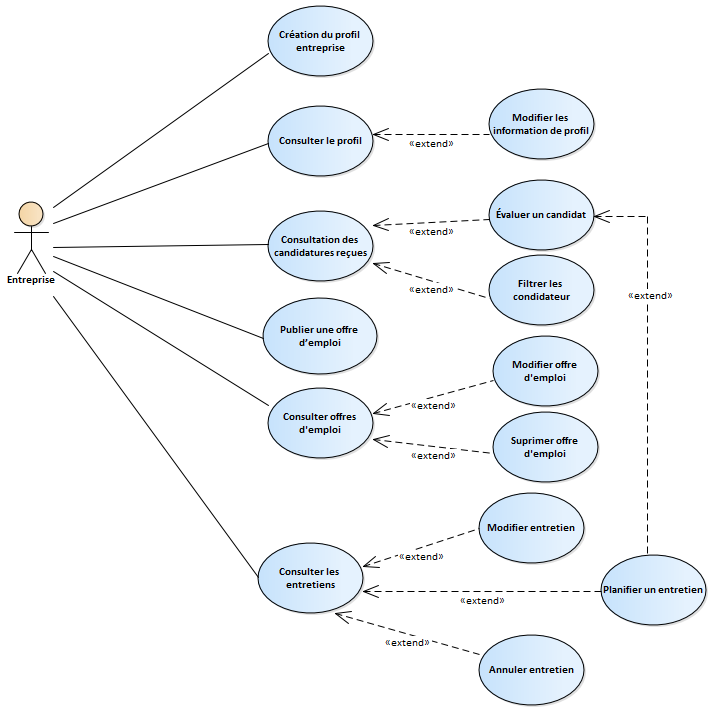 Création du profil
entreprise
Consulter le profil
Modifier les
information de profil
«extend»
Entreprise
Consultation des
candidatures reçues
Évaluer un candidat
«extend»
Filtrer les
condidateur
«extend»
«extend»
Publier une offre
d'emploi
Consulter offres
d'emploi
Modifier offre
d'emploi
«extend»
Suprimer offre
d'emploi
«extend»
Consulter les
entretiens
Modifier entretien
«extend»
Planifier un entretien
«extend»
Annuler entretien
«extend»